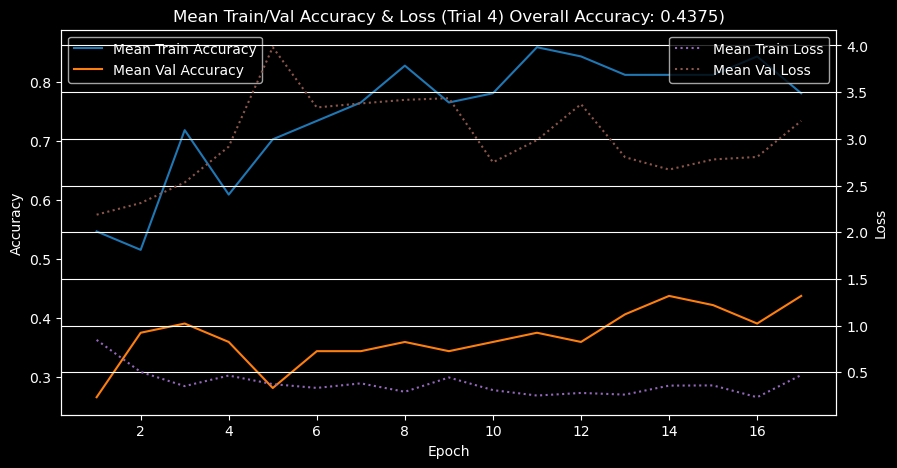 Mean Train/Val Accuracy & Loss (Trial 4) Overall Accuracy: 0.4375)
Mean Train Accuracy
Mean Val Accuracy
Mean Train Loss
Mean Val Loss
Accuracy
0.8
0.7
0.6
0.5
0.4
0.3
4.0
3.5
3.0
2.5
2.0
1.5
1.0
0.5
Loss
2 4 6 8 10 12 14 16
Epoch